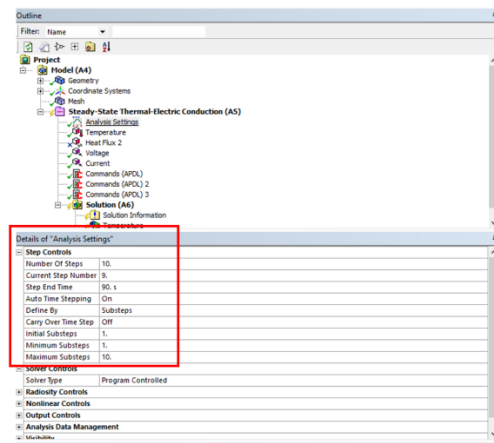 Outline
Filter: Name
Project
Model (A4)
Geometry
Coordinate Systems
Mesh
Steady-State Thermal-Electric Conduction (A5)
Analysis Settings
Temperature
Heat Flux 2
Voltage
Current
Commands (APDL)
Commands (APDL) 2
Commands (APDL) 3
Solution (A6)
Solution Information
Temperature
Details of "Analysis Settings"
Step Controls
Number Of Steps 10.
Current Step Number 9.
Step End Time 90. s
Auto Time Stepping On
Define By Substeps
Carry Over Time Step Off
Initial Substeps 1.
Minimum Substeps 1.
Maximum Substeps 10.
Solver Controls
Solver Type Program Controlled
Radiosity Controls
Nonlinear Controls
Output Controls
Analysis Data Management
Visibility